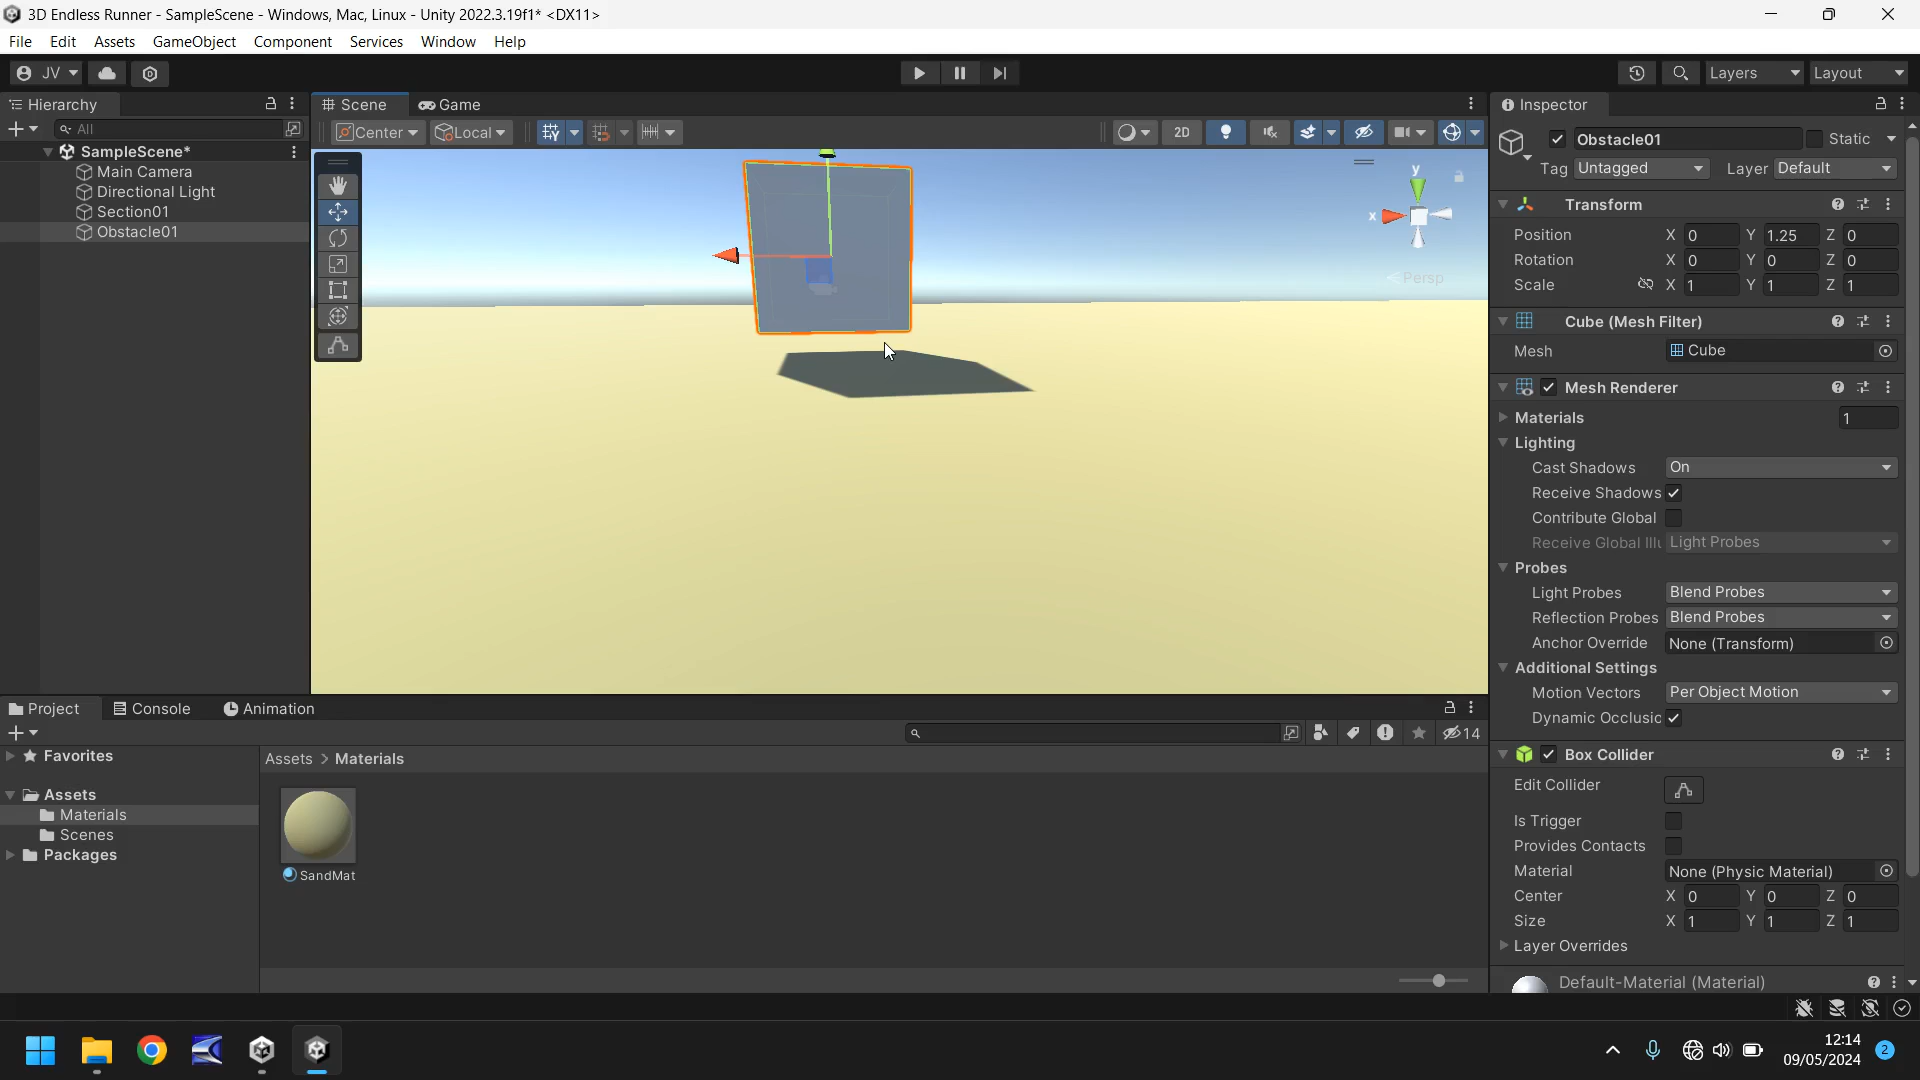 3D Endless Runner - SampleScene - Windows, Mac, Linux - Unity 2022.3.19f1* <DX11>
File Edit Assets GameObject Component Services Window Help
JV Layers Layout
Hierarchy Scene Game Inspector
All Center Local 2D
SampleScene*
Main Camera
Directional Light
Section01
Obstacle01
y
x
Persp
Obstacle01 Static
Tag Untagged Layer Default
Transform
Position X 0 Y 1.25 Z 0
Rotation X 0 Y 0 Z 0
Scale X 1 Y 1 Z 1
Cube (Mesh Filter)
Mesh Cube
Mesh Renderer
Materials 1
Lighting
Cast Shadows On
Receive Shadows
Contribute Global
Receive Global Illu Light Probes
Probes
Light Probes Blend Probes
Reflection Probes Blend Probes
Anchor Override None (Transform)
Additional Settings
Motion Vectors Per Object Motion
Dynamic Occlusic
Box Collider
Edit Collider
Is Trigger
Provides Contacts
Material None (Physic Material)
Center X 0 Y 0 Z 0
Size X 1 Y 1 Z 1
Layer Overrides
Default-Material (Material)
Project Console Animation
14
Favorites
Assets
Materials
Scenes
Packages
Assets > Materials
SandMat
12:14
09/05/2024
2